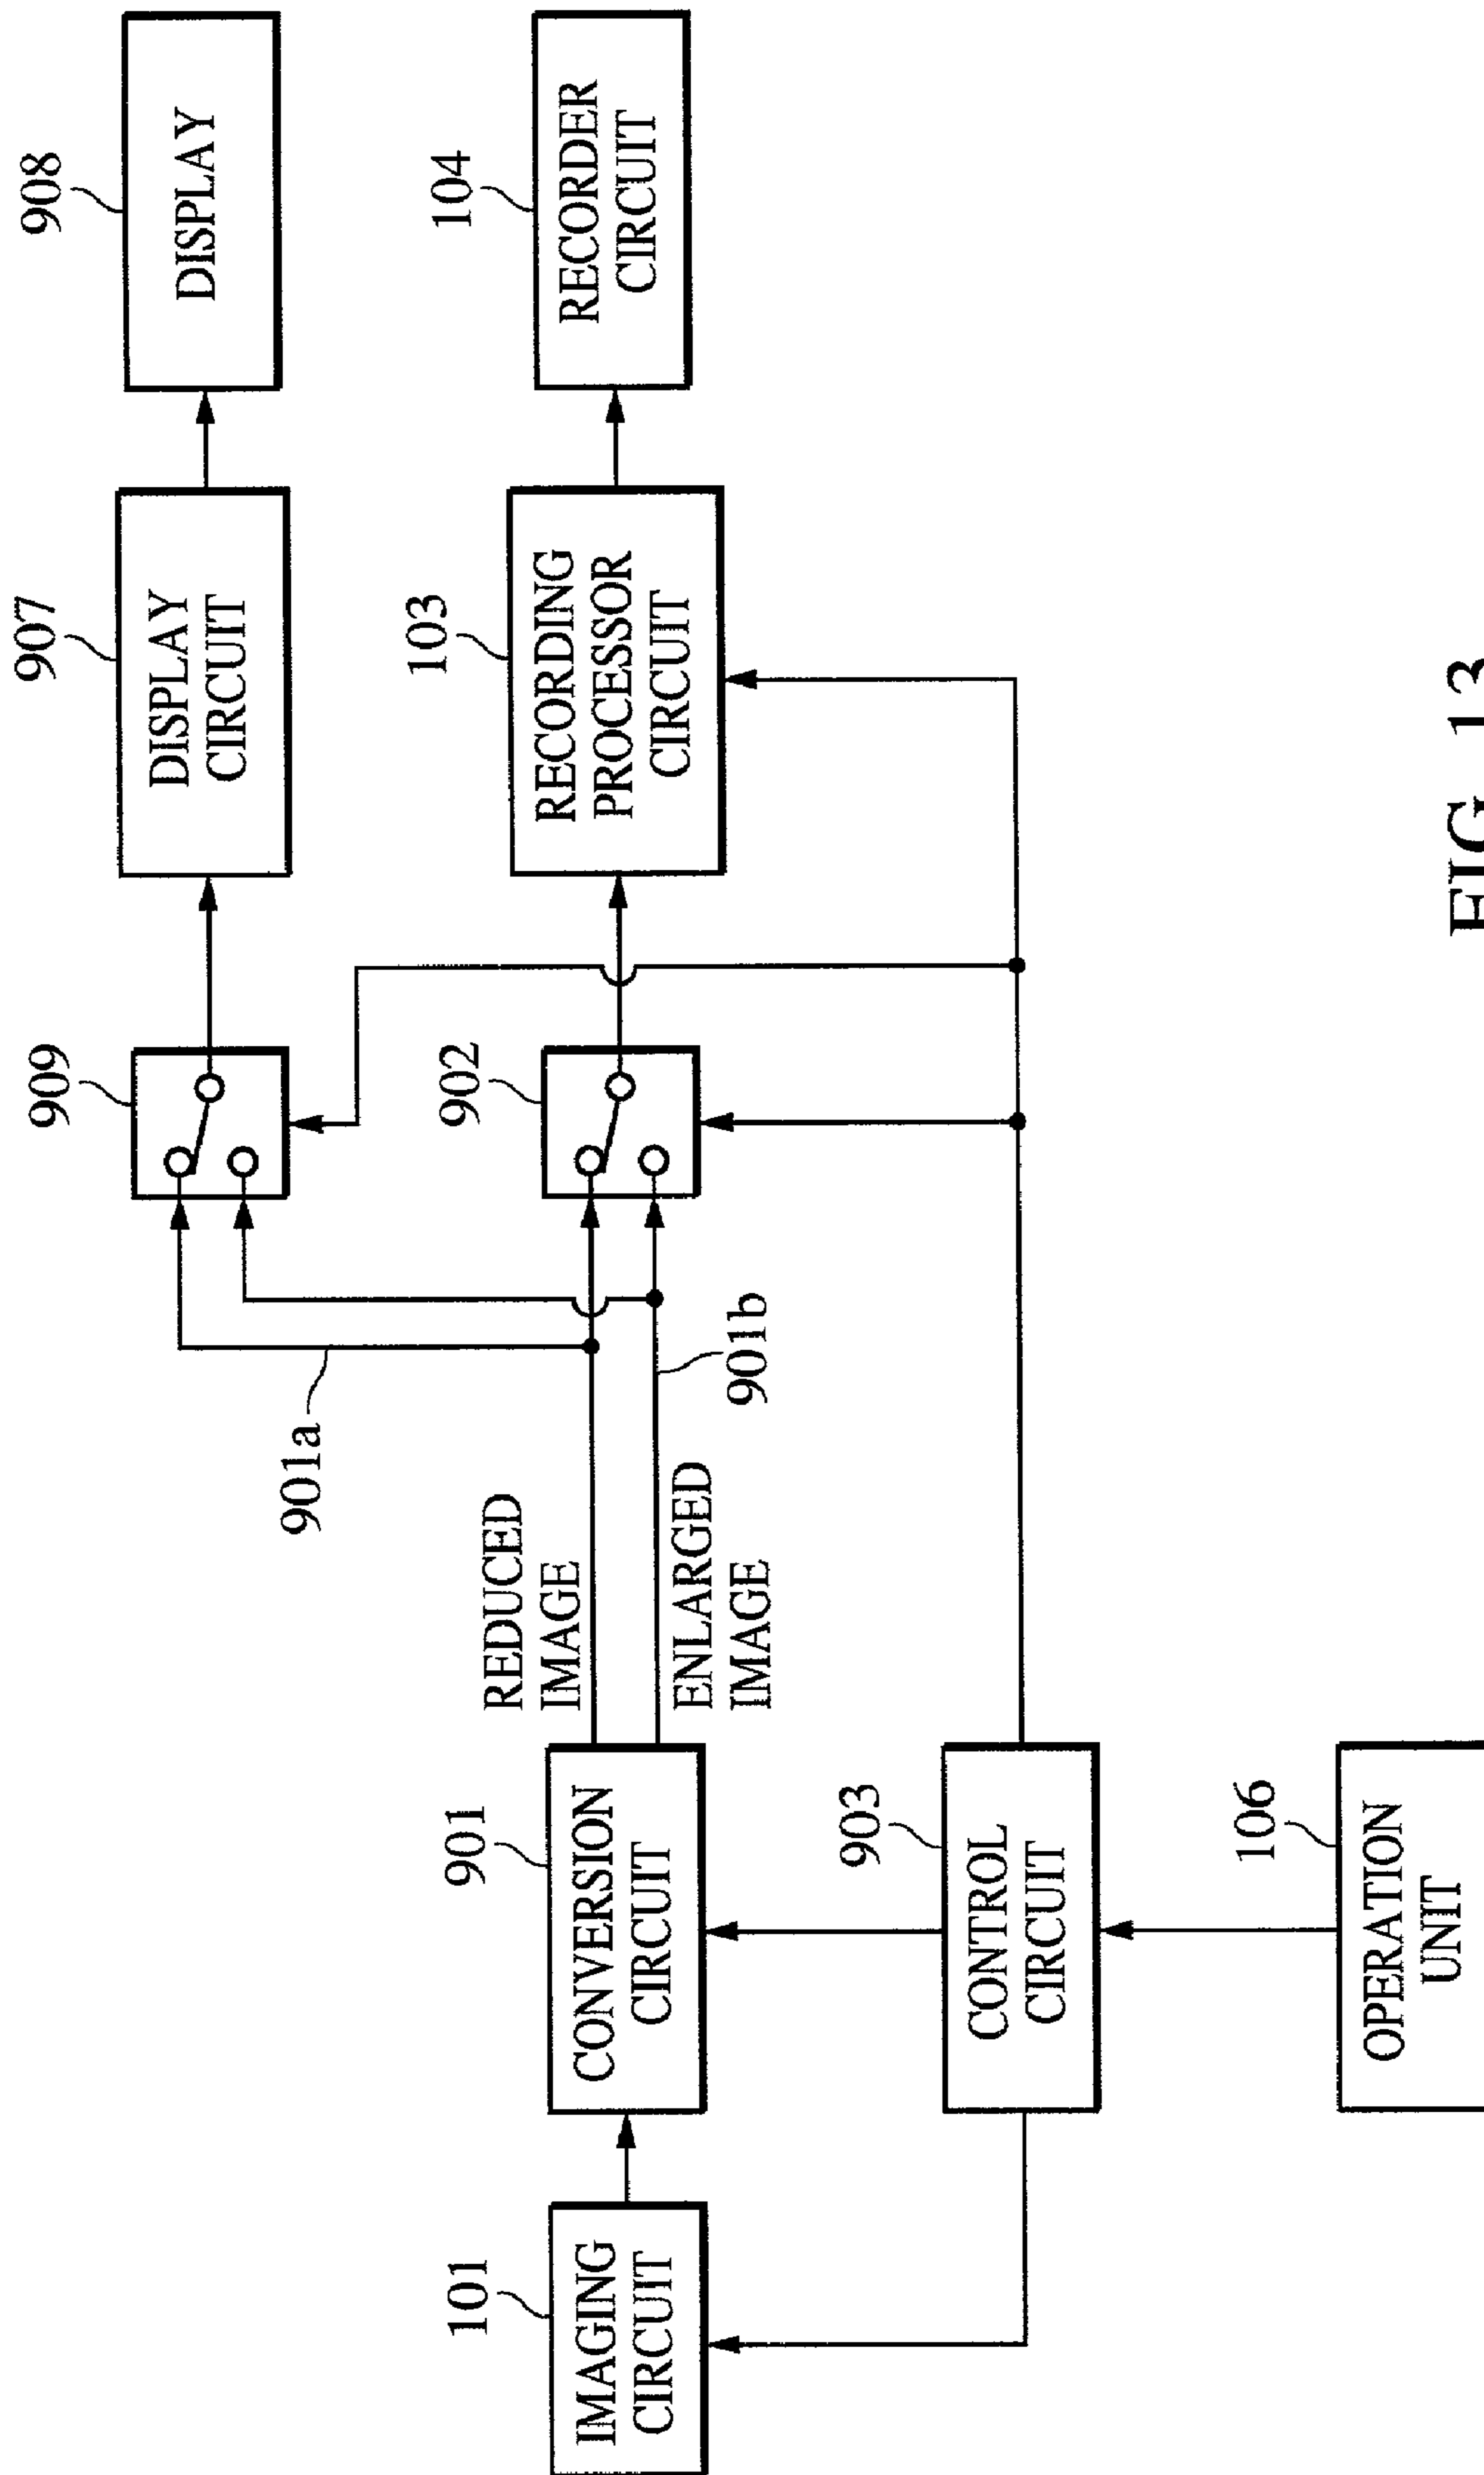 908
DISPLAY
104
RECORDER
CIRCUIT
907
DISPLAY
CIRCUIT
103
RECORDING
PROCESSOR
CIRCUIT
909
902
901a
901b
REDUCED
IMAGE
ENLARGED
IMAGE
901
CONVERSION
CIRCUIT
903
CONTROL
CIRCUIT
106
OPERATION
UNIT
101
IMAGING
CIRCUIT
FIG. 13